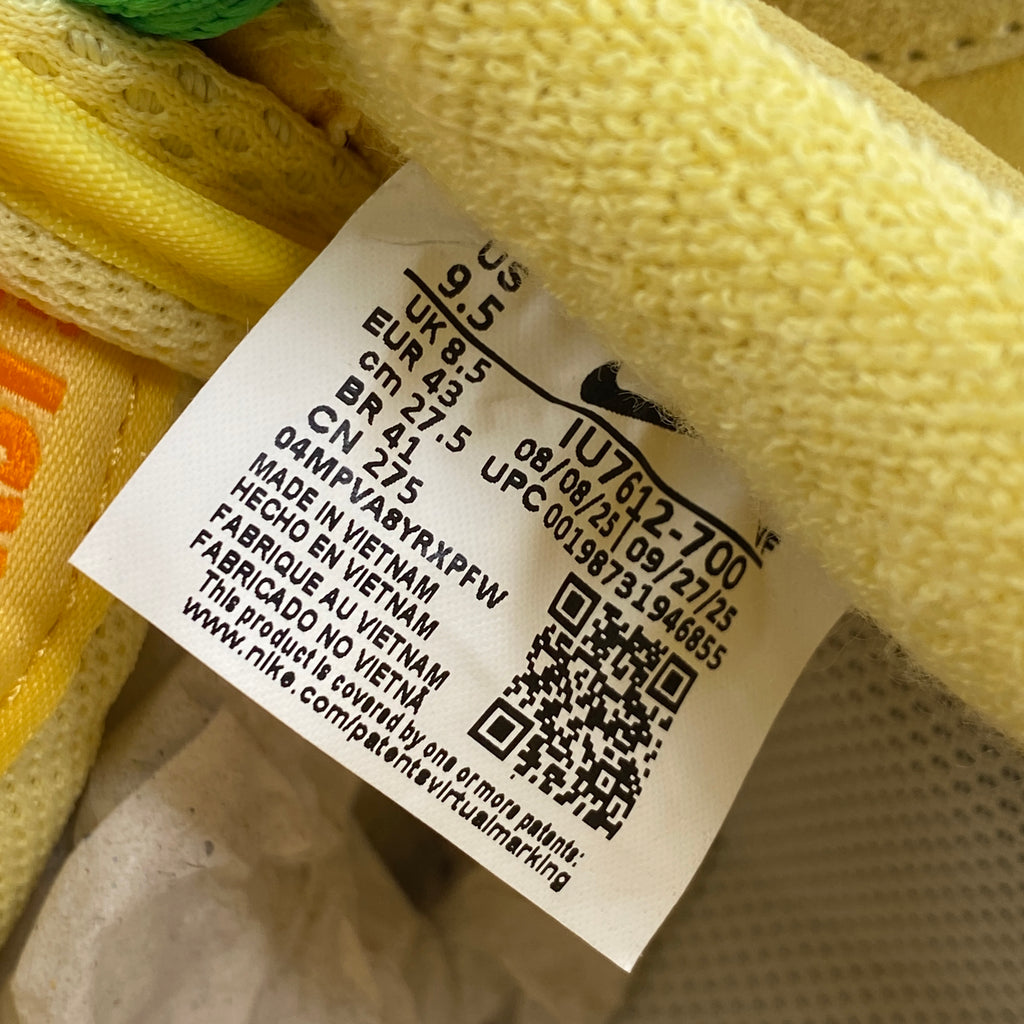 US
9.5
UK 8.5
EUR 43
cm 27.5
BR 41
CN 275
04MPVA8YRXPFW
MADE IN VIETNAM
HECHO EN VIETNAM
FABRIQUE AU VIETNAM
FABRICADO NO VIETNÃ
This product is covered by one or more patents:
www.nike.com/patentsvirtualmarking
IU7612-700
08/08/25|09/27/25
UPC 00198731946855